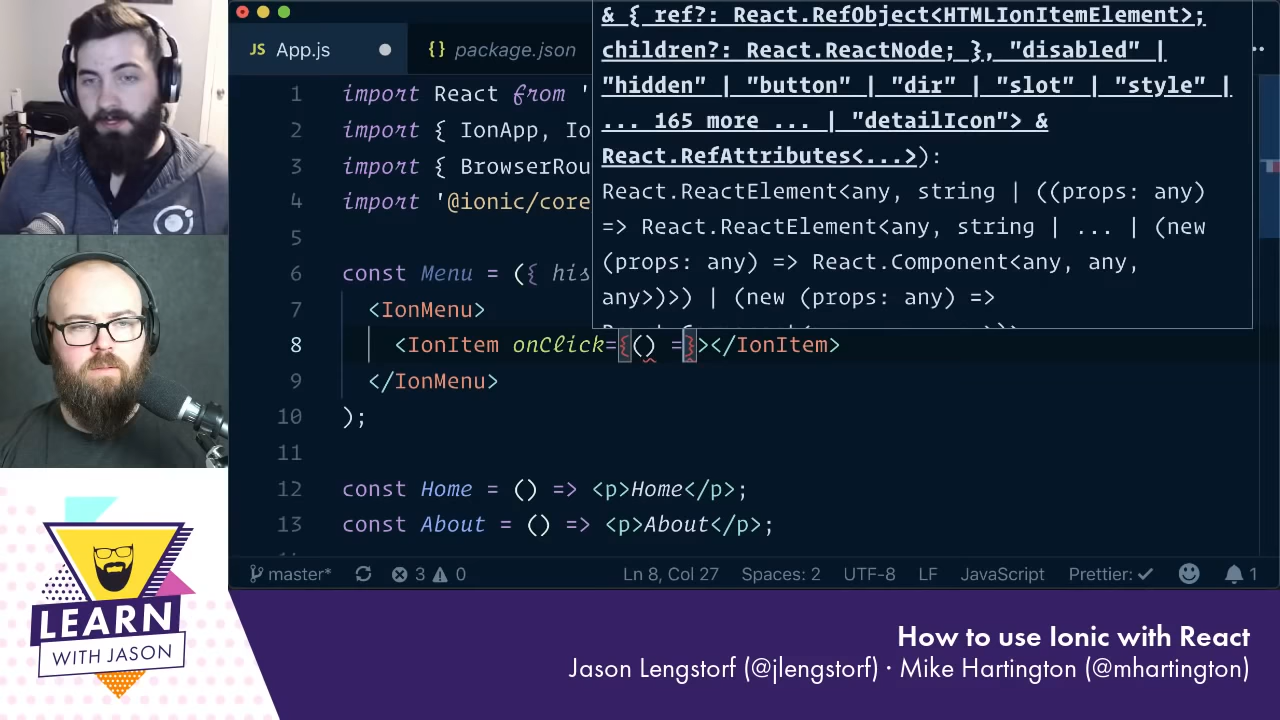 JS App.js
{} package.json
1 import React from '
2 import { IonApp, Io
3 import { BrowserRou
4 import '@ionic/core
5
6 const Menu = ({ his
7 <IonMenu>
8 <IonItem onClick={() =}></IonItem>
9 </IonMenu>
10 );
11
12 const Home = () => <p>Home</p>;
13 const About = () => <p>About</p>;
& { ref?: React.RefObject<HTMLIonItemElement>;
children?: React.ReactNode; }, "disabled" |
"hidden" | "button" | "dir" | "slot" | "style" |
... 165 more ... | "detailIcon"> &
React.RefAttributes<...>):
React.ReactElement<any, string | ((props: any)
=> React.ReactElement<any, string | ... | (new
(props: any) => React.Component<any, any,
any>)>) | (new (props: any) =>
master* 3 0 Ln 8, Col 27 Spaces: 2 UTF-8 LF JavaScript Prettier: ✓ 1
LEARN
WITH JASON
How to use Ionic with React
Jason Lengstorf (@jlengstorf) · Mike Hartington (@mhartington)